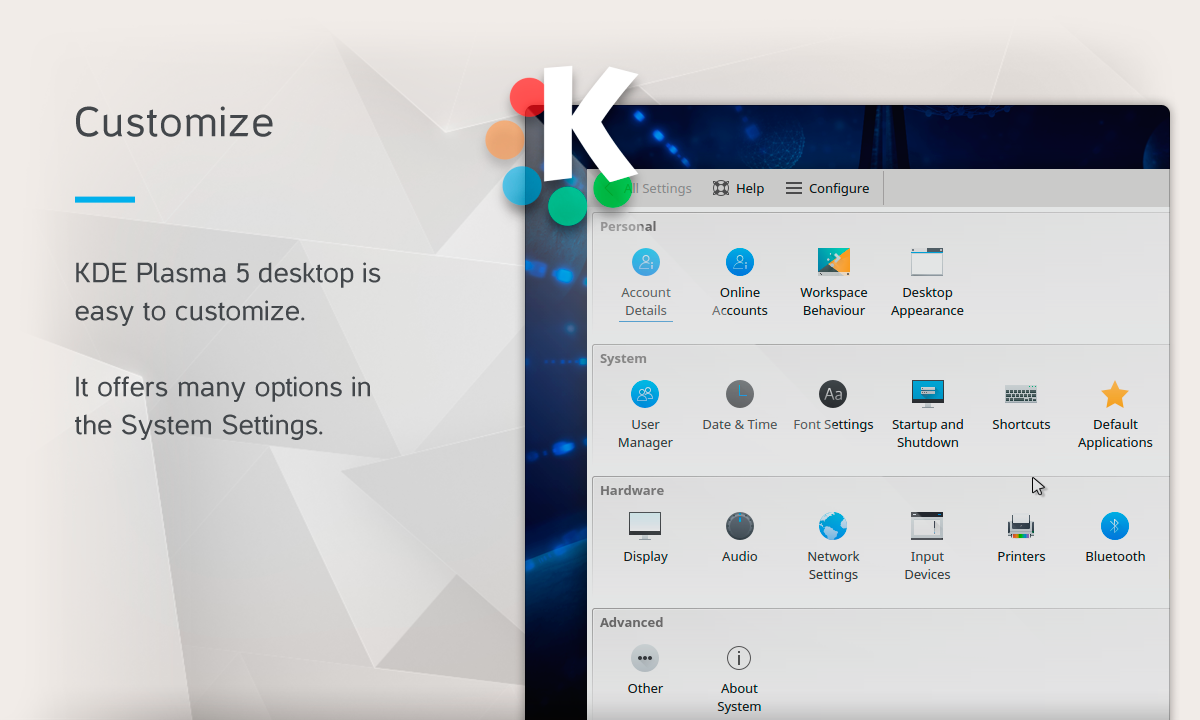 Customize
KDE Plasma 5 desktop is
easy to customize.
It offers many options in
the System Settings.
K
All Settings Help Configure
Personal
Account Details
Online Accounts
Workspace Behaviour
Desktop Appearance
System
User Manager
Date & Time
Aa
Font Settings
Startup and Shutdown
Shortcuts
Default Applications
Hardware
Display
Audio
Network Settings
Input Devices
Printers
Bluetooth
Advanced
Other
About System